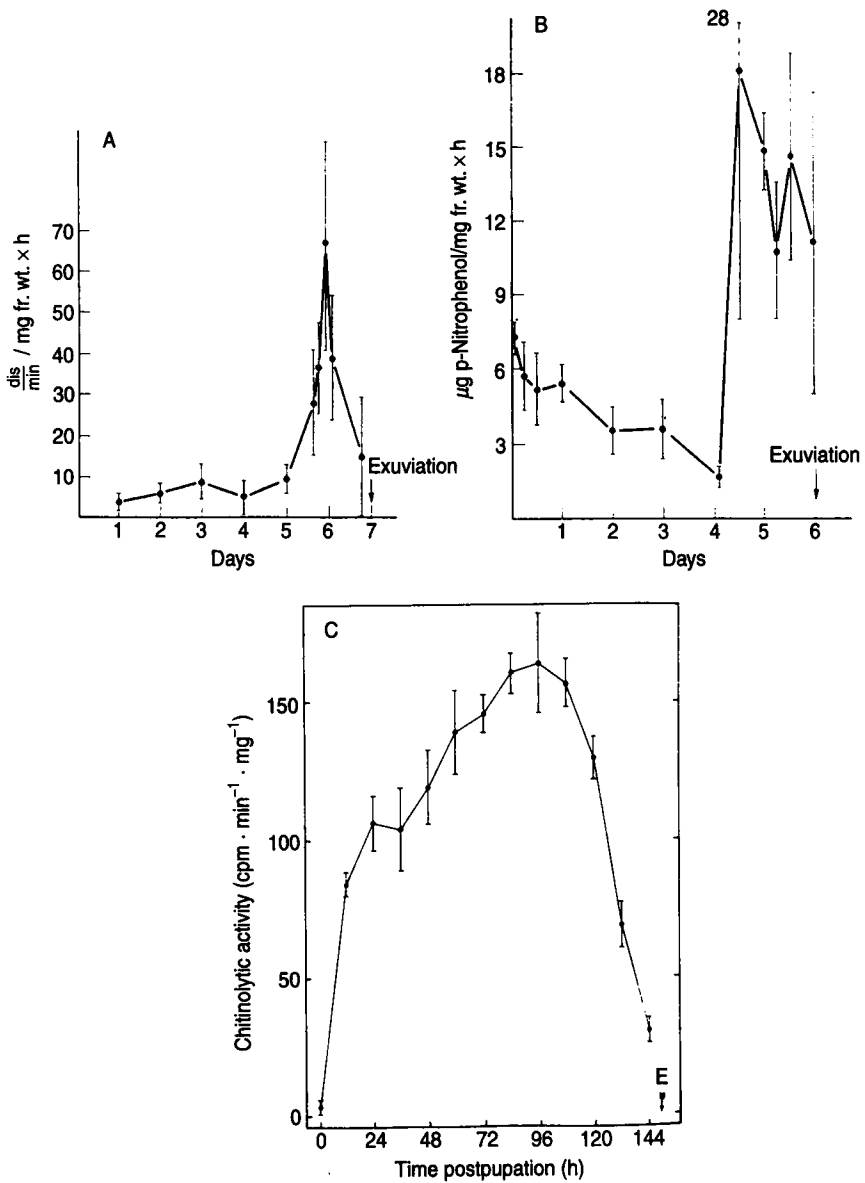 A
70
60
50
40
30
20
10
dis
min / mg fr. wt. × h
1 2 3 4 5 6 7
Days
Exuviation
B
28
18
15
12
9
6
3
μg p-Nitrophenol/mg fr. wt. × h
1 2 3 4 5 6
Days
Exuviation
C
150
100
50
0
Chitinolytic activity (cpm · min⁻¹ · mg⁻¹)
E
0 24 48 72 96 120 144
Time postpupation (h)